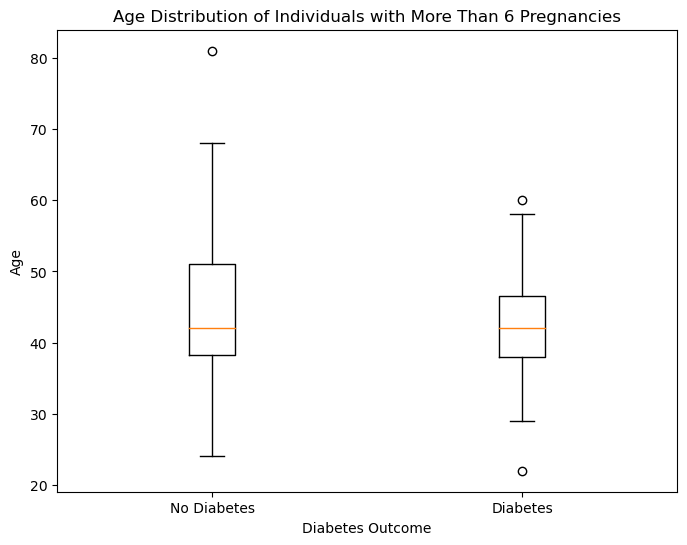 Age Distribution of Individuals with More Than 6 Pregnancies
80
70
60
50
40
30
20
Age
No Diabetes
Diabetes
Diabetes Outcome